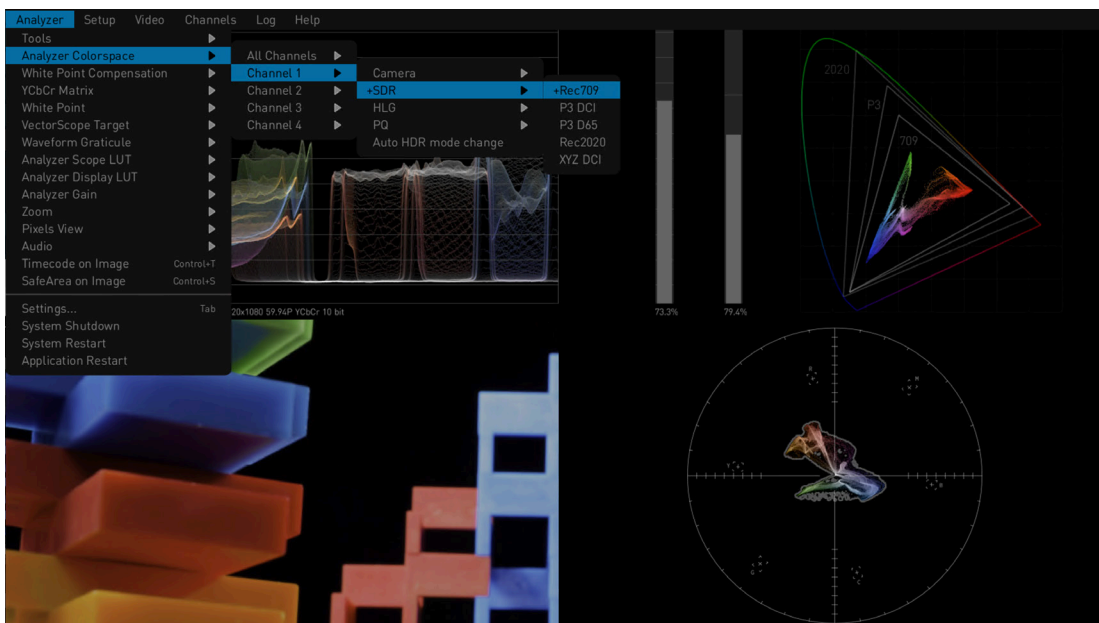 Analyzer Setup Video Channels Log Help
Tools
Analyzer Colorspace
White Point Compensation
YCbCr Matrix
White Point
VectorScope Target
Waveform Graticule
Analyzer Scope LUT
Analyzer Display LUT
Analyzer Gain
Zoom
Pixels View
Audio
Timecode on Image Control+T
SafeArea on Image Control+S
Settings... Tab
System Shutdown
System Restart
Application Restart
All Channels
Channel 1
Channel 2
Channel 3
Channel 4
Camera
+SDR
HLG
PQ
Auto HDR mode change
+Rec709
P3 DCI
P3 D65
Rec2020
XYZ DCI
20x1080 59.94P YCbCr 10 bit
73.3%
79.4%
2020
P3
709